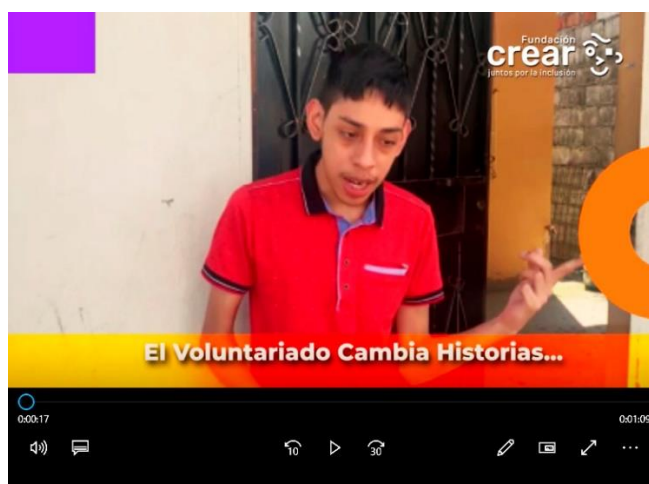 Fundación
crear
juntos por la inclusión
El Voluntariado Cambia Historias...
0:00:17
0:01:09
10
30